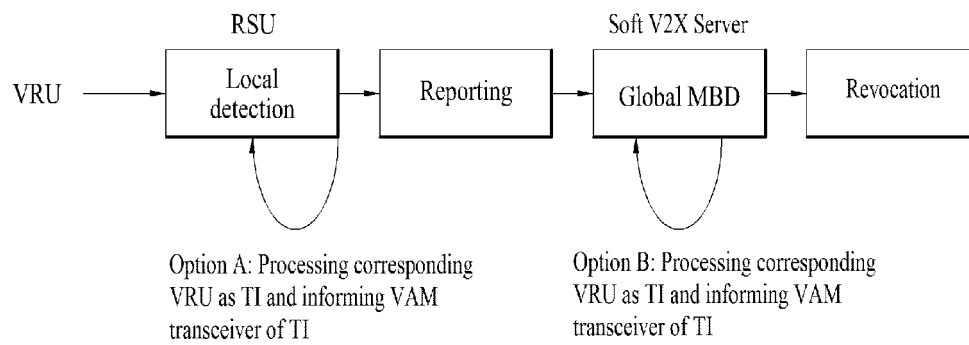 RSU
Soft V2X Server
VRU
Local
detection
Reporting
Global MBD
Revocation
Option A: Processing corresponding
VRU as TI and informing VAM
transceiver of TI
Option B: Processing corresponding
VRU as TI and informing VAM
transceiver of TI